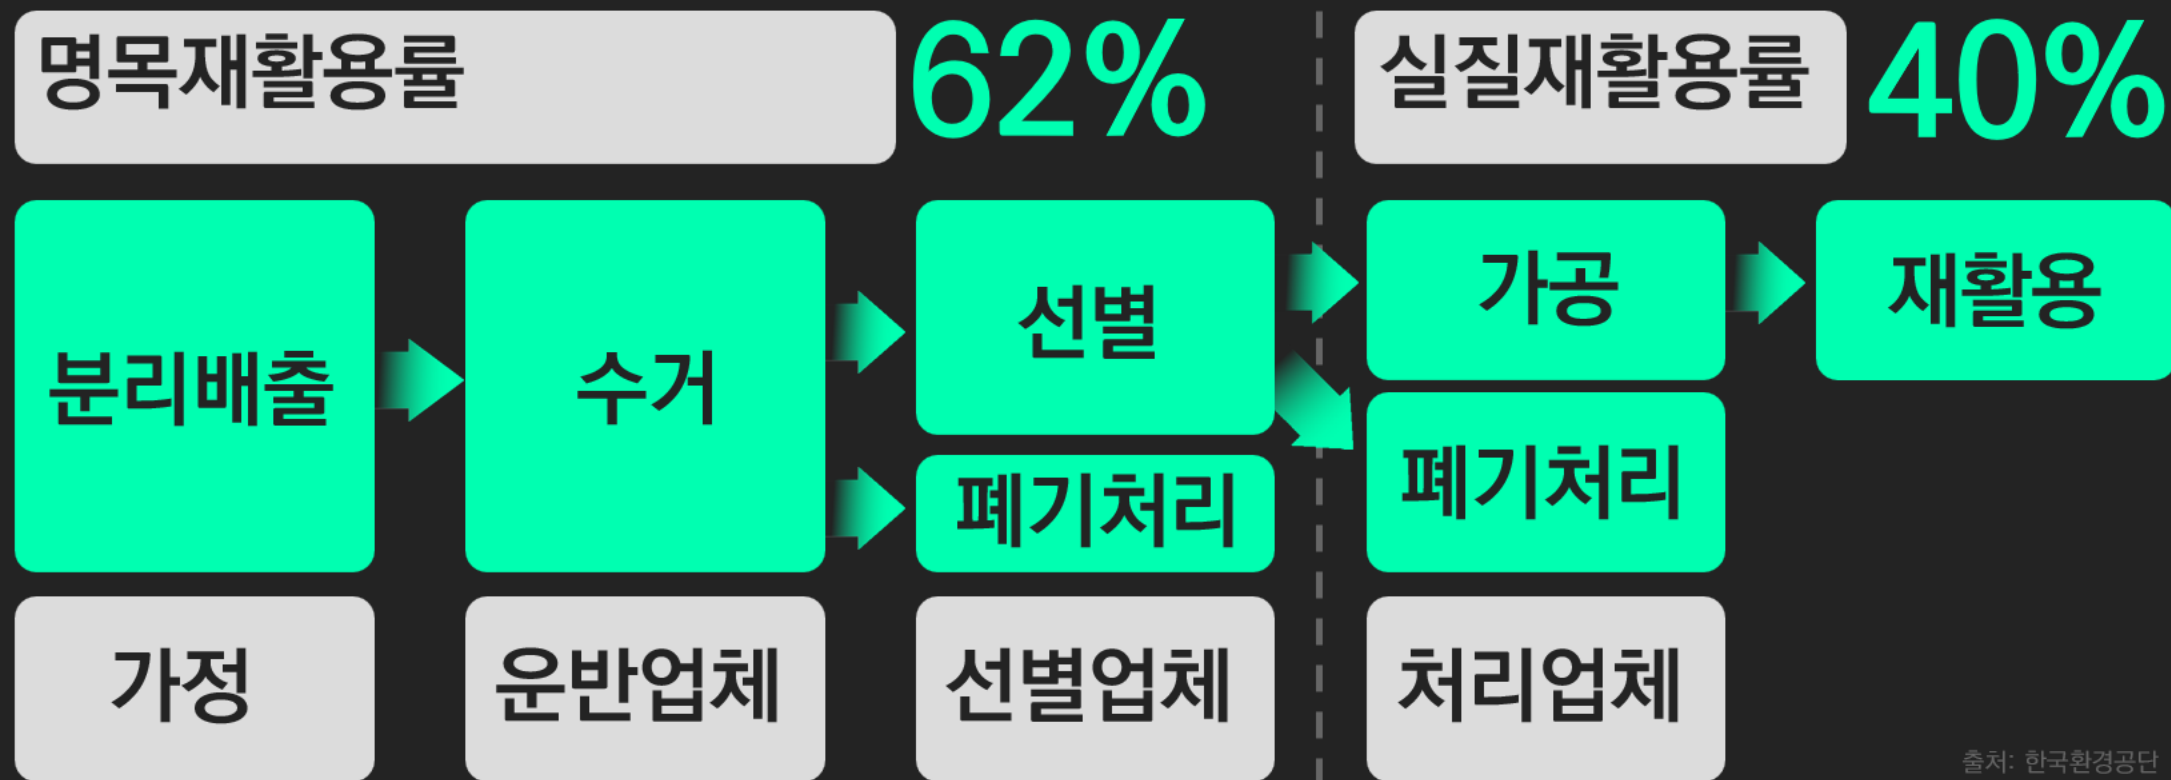 명목재활용률 62%
실질재활용률 40%
분리배출
수거
선별
폐기처리
가공
재활용
폐기처리
가정
운반업체
선별업체
처리업체
출처: 한국환경공단